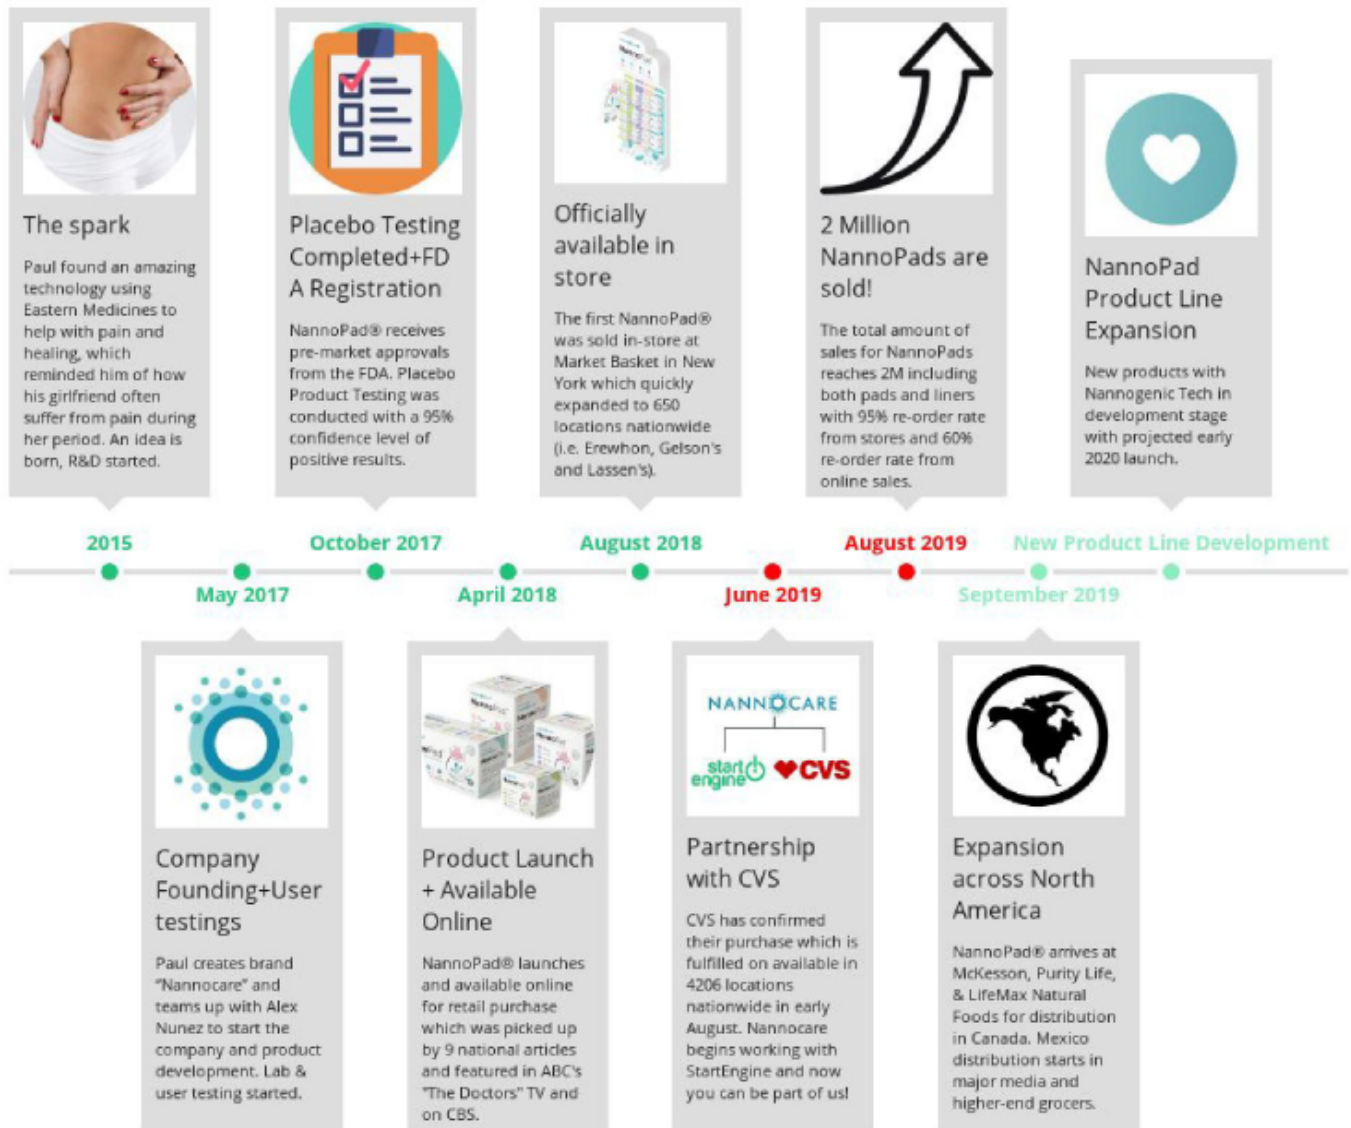 The spark
Paul found an amazing
technology using
Eastern Medicines to
help with pain and
healing, which
reminded him of how
his girlfriend often
suffer from pain during
her period. An idea is
born, R&D started.
Placebo Testing
Completed+FD
A Registration
NannoPad® receives
pre-market approvals
from the FDA. Placebo
Product Testing was
conducted with a 95%
confidence level of
positive results.
Officially
available in
store
The first NannoPad®
was sold in-store at
Market Basket in New
York which quickly
expanded to 650
locations nationwide
(i.e. Erewhon, Gelson's
and Lassen's).
2 Million
NannoPads are
sold!
The total amount of
sales for NannoPads
reaches 2M including
both pads and liners
with 95% re-order rate
from stores and 60%
re-order rate from
online sales.
NannoPad
Product Line
Expansion
New products with
Nannogenic Tech in
development stage
with projected early
2020 launch.
2015
October 2017
August 2018
August 2019
New Product Line Development
May 2017
April 2018
June 2019
September 2019
Company
Founding+User
testings
Paul creates brand
"Nannocare" and
teams up with Alex
Nunez to start the
company and product
development. Lab &
user testing started.
NannoPad
Product Launch
+ Available
Online
NannoPad® launches
and available online
for retail purchase
which was picked up
by 9 national articles
and featured in ABC's
"The Doctors" TV and
on CBS.
NANNOCARE
start
engine
CVS
Partnership
with CVS
CVS has confirmed
their purchase which is
fulfilled on available in
4206 locations
nationwide in early
August. Nannocare
begins working with
StartEngine and now
you can be part of us!
Expansion
across North
America
NannoPad® arrives at
McKesson, Purity Life,
& LifeMax Natural
Foods for distribution
in Canada. Mexico
distribution starts in
major media and
higher-end grocers.